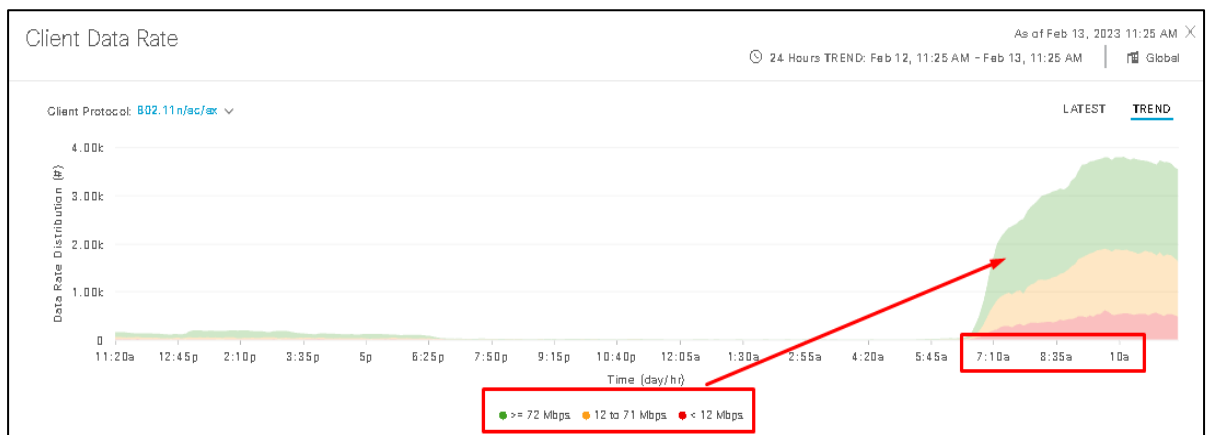 Client Data Rate
As of Feb 13, 2023 11:25 AM
24 Hours TREND: Feb 12, 11:25 AM - Feb 13, 11:25 AM
Global
Client Protocol: 802.11n/ac/ax
LATEST TREND
4.00k
3.00k
2.00k
1.00k
0
Data Rate Distribution (#)
11:20a 12:45p 2:10p 3:35p 5p 6:25p 7:50p 9:15p 10:40p 12:05a 1:30a 2:55a 4:20a 5:45a 7:10a 8:35a 10a
Time (day/hr)
>= 72 Mbps 12 to 71 Mbps < 12 Mbps